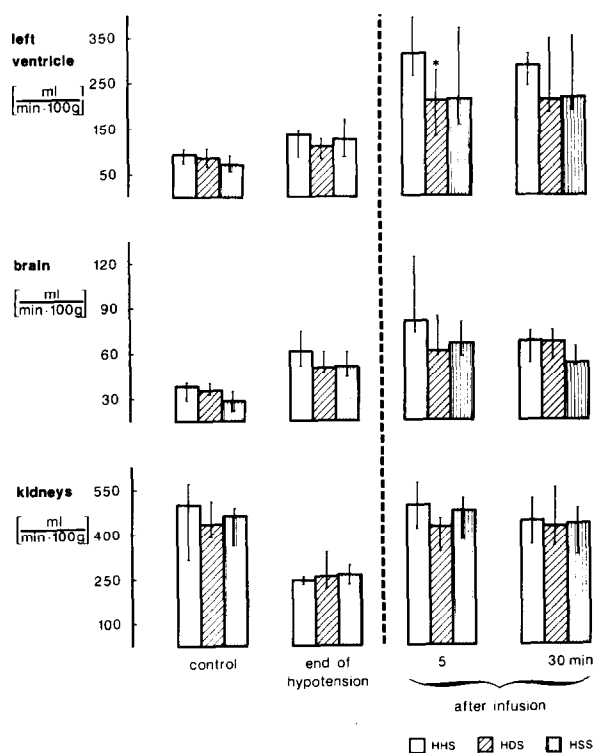 left ventricle
[ml / min·100g]
350
250
150
50
*
brain
[ml / min·100g]
120
90
60
30
kidneys
[ml / min·100g]
550
400
250
100
control
end of hypotension
5
30 min
after infusion
HHS HDS HSS